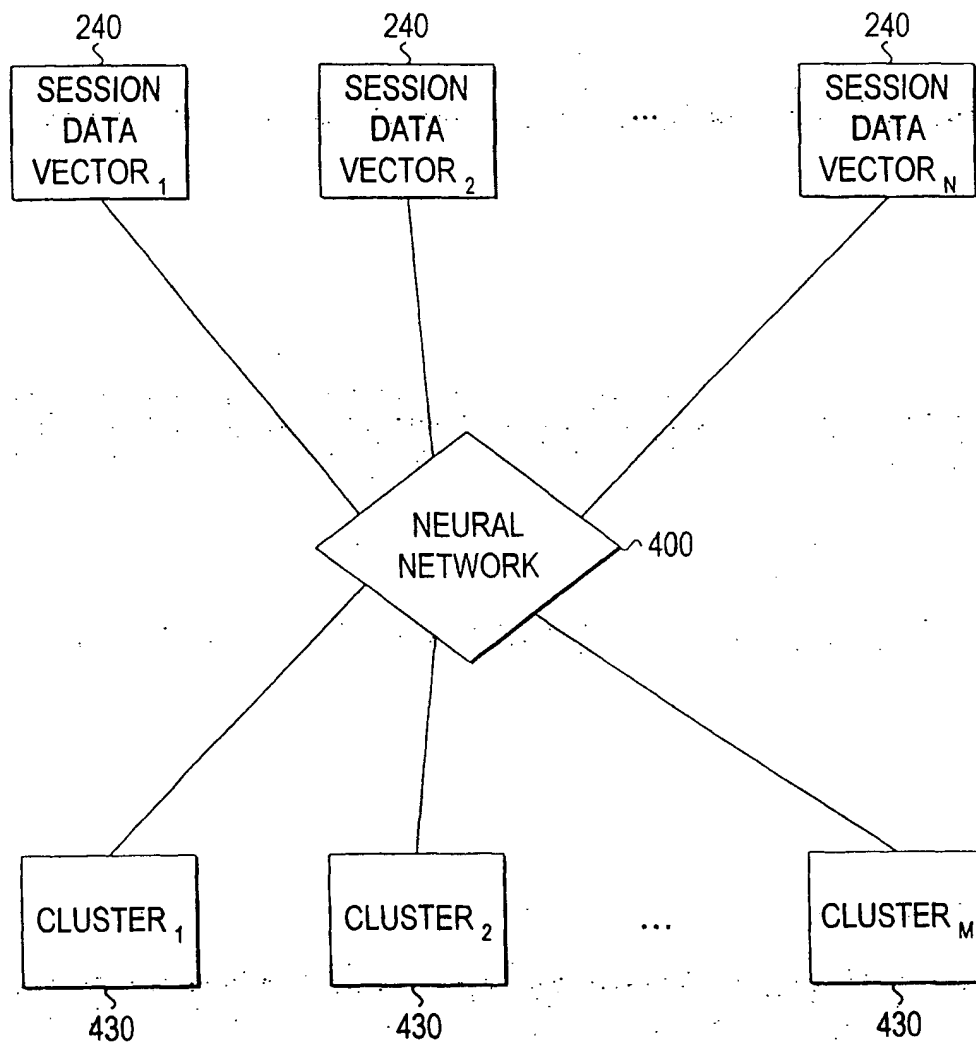 240 240 240
SESSION SESSION SESSION
DATA DATA ... DATA
VECTOR 1 VECTOR 2 VECTOR N
NEURAL
NETWORK
400
CLUSTER 1 CLUSTER 2 ... CLUSTER M
430 430 430